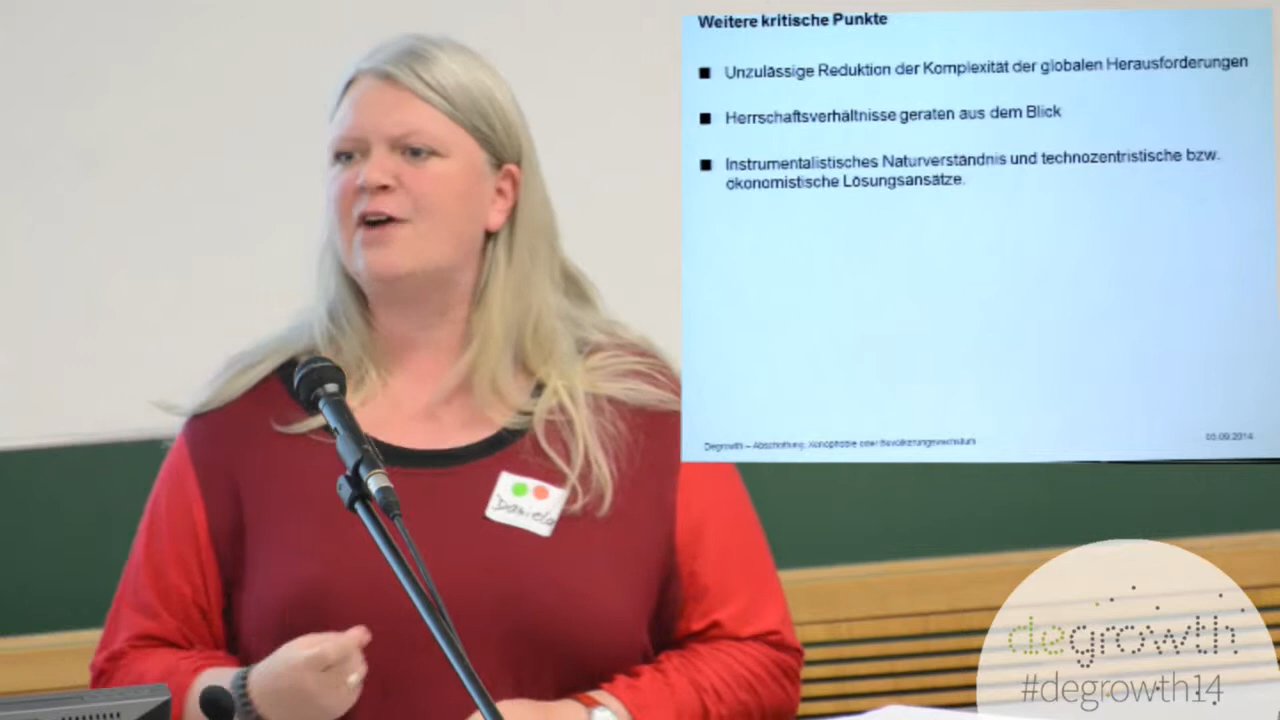 Weitere kritische Punkte
Unzulässige Reduktion der Komplexität der globalen Herausforderungen
Herrschaftsverhältnisse geraten aus dem Blick
Instrumentalistisches Naturverständnis und technozentristische bzw.
ökonomistische Lösungsansätze.
Degrowth – Abschottung, Xenophobie oder Bevölkerungswachstum
05.09.2014
Daniela
degrowth
#degrowth14